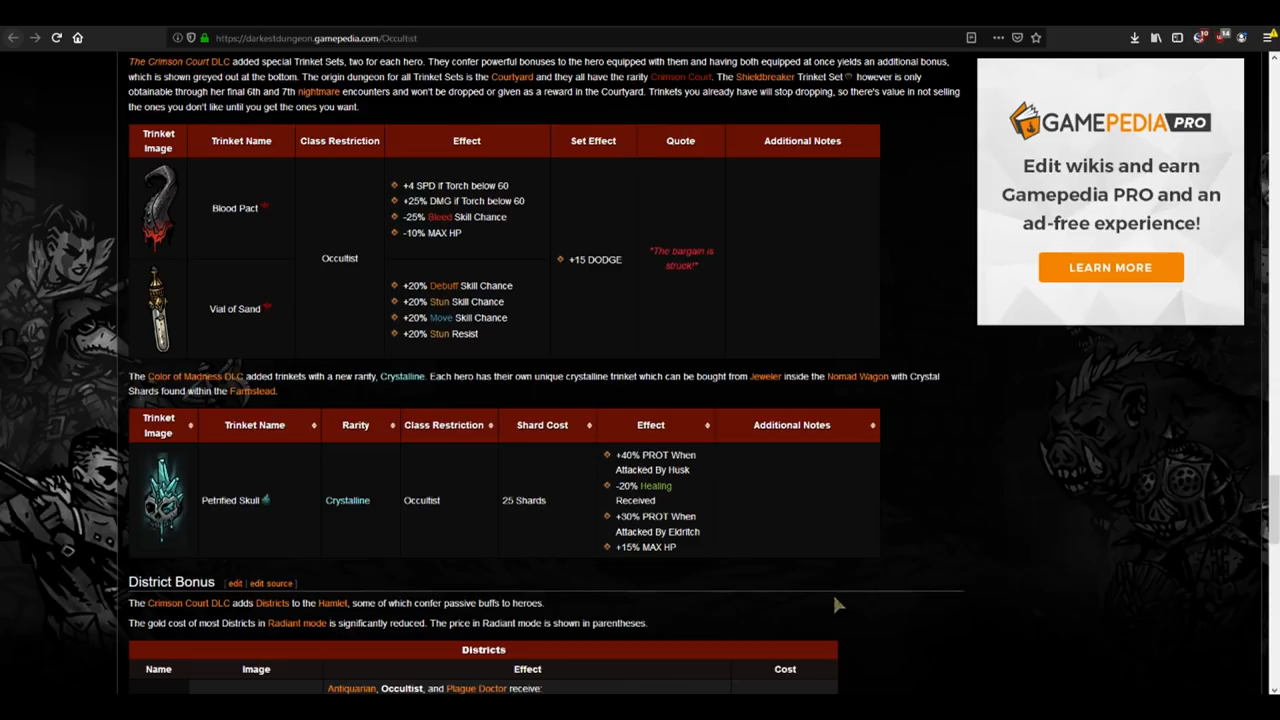 https://darkestdungeon.gamepedia.com/Occultist
The Crimson Court DLC added special Trinket Sets, two for each hero. They confer powerful bonuses to the hero equipped with them and having both equipped at once yields an additional bonus,
which is shown greyed out at the bottom. The origin dungeon for all Trinket Sets is the Courtyard and they all have the rarity Crimson Court. The Shieldbreaker Trinket Set however is only
obtainable through her final 6th and 7th nightmare encounters and won't be dropped or given as a reward in the Courtyard. Trinkets you already have will stop dropping, so there's value in not selling
the ones you don't like until you get the ones you want.
Trinket Image Trinket Name Class Restriction Effect Set Effect Quote Additional Notes
Blood Pact
+4 SPD if Torch below 60
+25% DMG if Torch below 60
-25% Bleed Skill Chance
-10% MAX HP
Occultist
+15 DODGE
"The bargain is
struck!"
Vial of Sand
+20% Debuff Skill Chance
+20% Stun Skill Chance
+20% Move Skill Chance
+20% Stun Resist
The Color of Madness DLC added trinkets with a new rarity, Crystalline. Each hero has their own unique crystalline trinket which can be bought from Jeweler inside the Nomad Wagon with Crystal
Shards found within the Farmstead.
Trinket Image Trinket Name Rarity Class Restriction Shard Cost Effect Additional Notes
Petrified Skull Crystalline Occultist 25 Shards
+40% PROT When
Attacked By Husk
-20% Healing
Received
+30% PROT When
Attacked By Eldritch
+15% MAX HP
District Bonus [ edit | edit source ]
The Crimson Court DLC adds Districts to the Hamlet, some of which confer passive buffs to heroes.
The gold cost of most Districts in Radiant mode is significantly reduced. The price in Radiant mode is shown in parentheses.
Districts
Name Image Effect Cost
Antiquarian, Occultist, and Plague Doctor receive:
GAMEPEDIA PRO
Edit wikis and earn
Gamepedia PRO and an
ad-free experience!
LEARN MORE